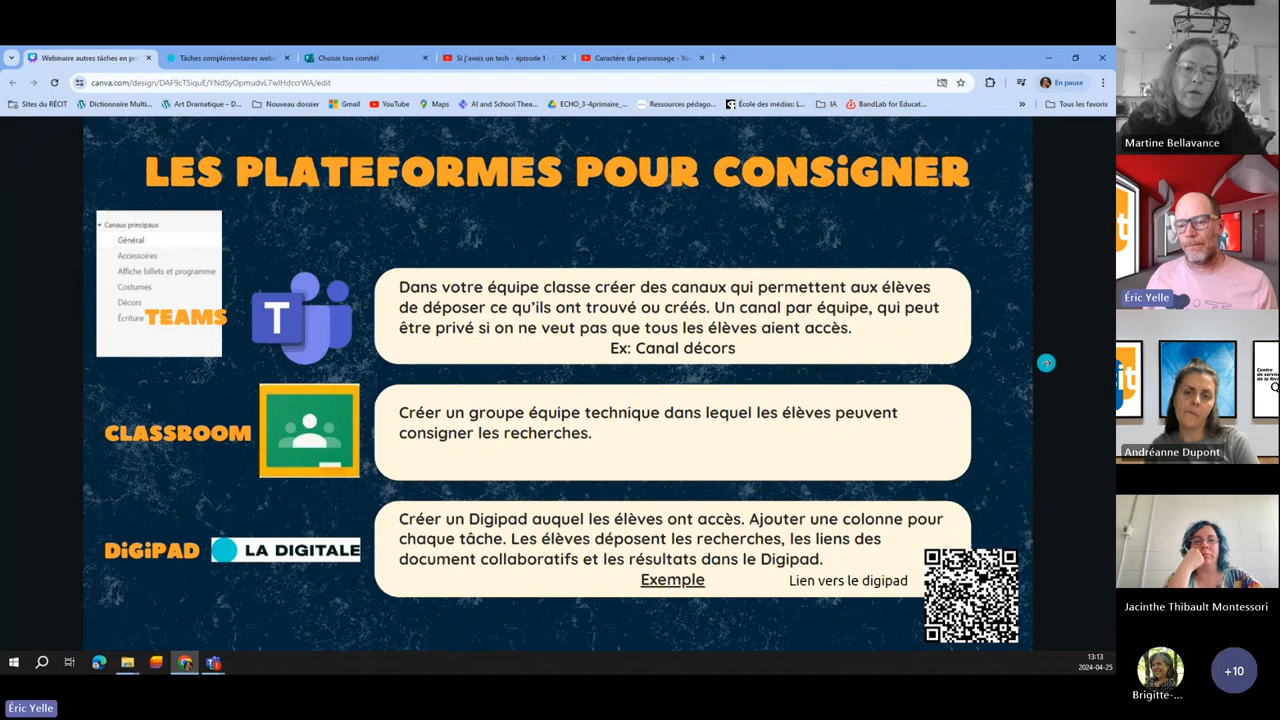 Webinaire autres tâches en pr
Tâches complémentaires web
Choisis ton comité!
Si j'avais un tech - épisode 1 -
Caractère du personnage - You
canva.com/design/DAF9cTSiquE/YNdSyOpmudvL7wIHdccrWA/edit
En pause
Sites du RÉCIT
Dictionnaire Multi...
Art Dramatique – D...
Nouveau dossier
Gmail
YouTube
Maps
AI and School Thea...
ECHO_3-4primaire_...
Ressources pédago...
École des médias: L...
IA
BandLab for Educat...
Tous les favoris
LES PLATEFORMES POUR CONSiGNER
Canaux principaux
Général
Accessoires
Affiche billets et programme
Costumes
Décors
Écriture
TEAMS
T
Dans votre équipe classe créer des canaux qui permettent aux élèves
de déposer ce qu'ils ont trouvé ou créés. Un canal par équipe, qui peut
être privé si on ne veut pas que tous les élèves aient accès.
Ex: Canal décors
CLASSROOM
Créer un groupe équipe technique dans lequel les élèves peuvent
consigner les recherches.
DiGiPAD
LA DIGITALE
Créer un Digipad auquel les élèves ont accès. Ajouter une colonne pour
chaque tâche. Les élèves déposent les recherches, les liens des
document collaboratifs et les résultats dans le Digipad.
Exemple
Lien vers le digipad
13:13
2024-04-25
Martine Bellavance
Éric Yelle
Andréanne Dupont
Jacinthe Thibault Montessori
Brigitte-...
+10
Éric Yelle